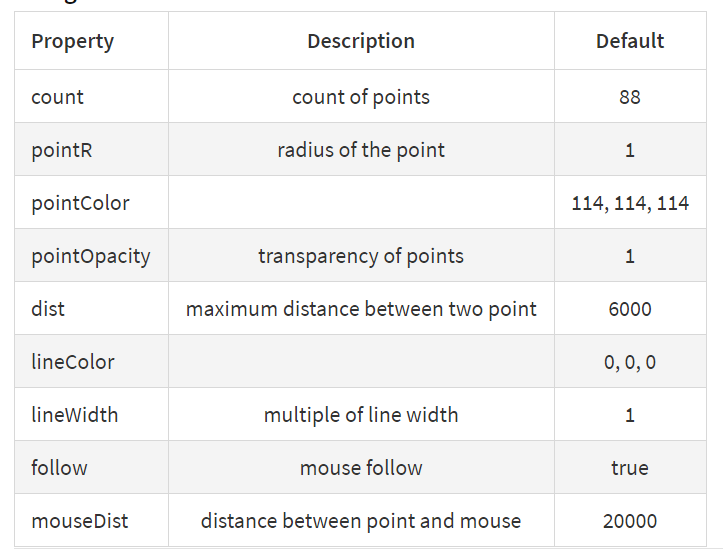 Property Description Default
count count of points 88
pointR radius of the point 1
pointColor 114, 114, 114
pointOpacity transparency of points 1
dist maximum distance between two point 6000
lineColor 0, 0, 0
lineWidth multiple of line width 1
follow mouse follow true
mouseDist distance between point and mouse 20000